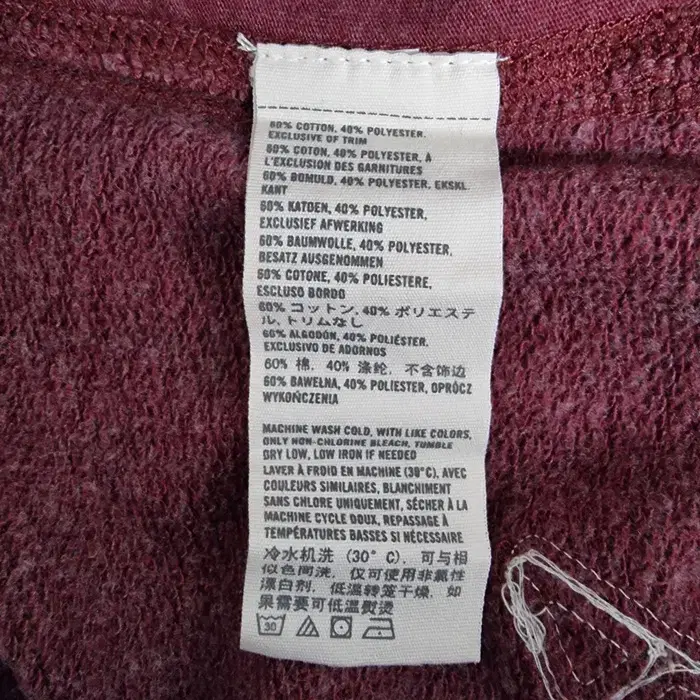 60% COTTON, 40% POLYESTER.
EXCLUSIVE OF TRIM
60% COTON, 40% POLYESTER, À
L'EXCLUSION DES GARNITURES
60% BOMULD, 40% POLYESTER, EKSKL.
KANT
60% KATOEN, 40% POLYESTER,
EXCLUSIEF AFWERKING
60% BAUMWOLLE, 40% POLYESTER,
BESATZ AUSGENOMMEN
60% COTONE, 40% POLIESTERE,
ESCLUSO BORDO
60% コットン, 40% ポリエステ
ル, トリムなし
60% ALGODÓN, 40% POLIÉSTER.
EXCLUSIVO DE ADORNOS
60% 棉, 40% 涤纶, 不含饰边
60% BAWEŁNA, 40% POLIESTER, OPRÓCZ
WYKOŃCZENIA
MACHINE WASH COLD, WITH LIKE COLORS,
ONLY NON-CHLORINE BLEACH, TUMBLE
DRY LOW, LOW IRON IF NEEDED
LAVER À FROID EN MACHINE (30°C), AVEC
COULEURS SIMILAIRES, BLANCHIMENT
SANS CHLORE UNIQUEMENT, SÉCHER À LA
MACHINE CYCLE DOUX, REPASSAGE À
TEMPÉRATURES BASSES SI NÉCESSAIRE
冷水机洗 (30° C), 可与相
似色同洗, 仅可使用非氯性
漂白剂, 低温转笼干燥, 如
果需要可低温熨烫
30